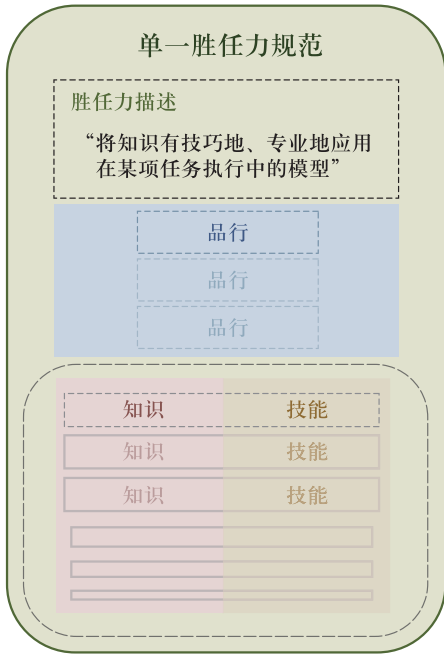 单一胜任力规范
胜任力描述
“将知识有技巧地、专业地应用
在某项任务执行中的模型”
品行
品行
品行
知识 技能
知识 技能
知识 技能